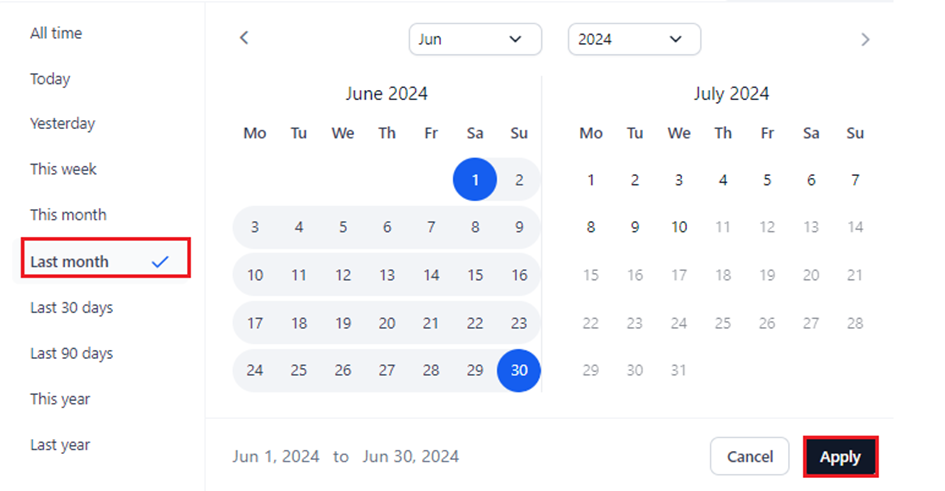 All time
Today
Yesterday
This week
This month
Last month
Last 30 days
Last 90 days
This year
Last year
Jun 2024
June 2024
Mo Tu We Th Fr Sa Su
1 2
3 4 5 6 7 8 9
10 11 12 13 14 15 16
17 18 19 20 21 22 23
24 25 26 27 28 29 30
July 2024
Mo Tu We Th Fr Sa Su
1 2 3 4 5 6 7
8 9 10 11 12 13 14
15 16 17 18 19 20 21
22 23 24 25 26 27 28
29 30 31
Jun 1, 2024 to Jun 30, 2024
Cancel Apply